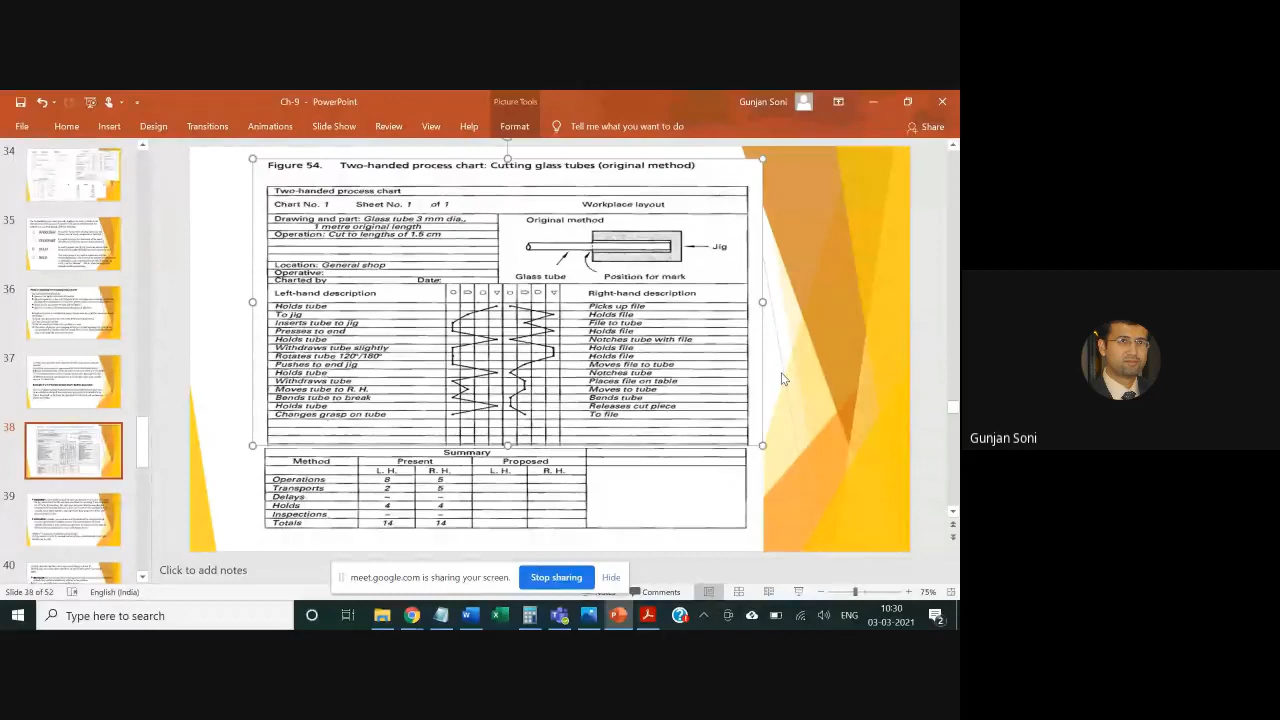 Ch-9 - PowerPoint
Picture Tools
Gunjan Soni
File Home Insert Design Transitions Animations Slide Show Review View Help Format Tell me what you want to do Share
34
35
36
37
38
39
40
Figure 54. Two-handed process chart: Cutting glass tubes (original method)
Two-handed process chart
Chart No. 1 Sheet No. 1 of 1 Workplace layout
Drawing and part: Glass tube 3 mm dia., Original method
1 metre original length
Operation: Cut to lengths of 1.5 cm
Jig
Location: General shop
Operative: Glass tube Position for mark
Charted by Date:
Left-hand description Right-hand description
Holds tube Picks up file
To jig Holds file
Inserts tube to jig File to tube
Presses to end Holds file
Holds tube Notches tube with file
Withdraws tube slightly Holds file
Rotates tube 120°/180° Holds file
Pushes to end jig Moves file to tube
Holds tube Notches tube
Withdraws tube Places file on table
Moves tube to R. H. Moves to tube
Bends tube to break Bends tube
Holds tube Releases cut piece
Changes grasp on tube To file
Summary
Method Present Proposed
L. H. R. H. L. H. R. H.
Operations 8 5
Transports 2 5
Delays – –
Holds 4 4
Inspections – –
Totals 14 14
Click to add notes
meet.google.com is sharing your screen. Stop sharing Hide
Slide 38 of 52 English (India) Comments 75%
Type here to search
ENG
10:30
03-03-2021
2
Gunjan Soni